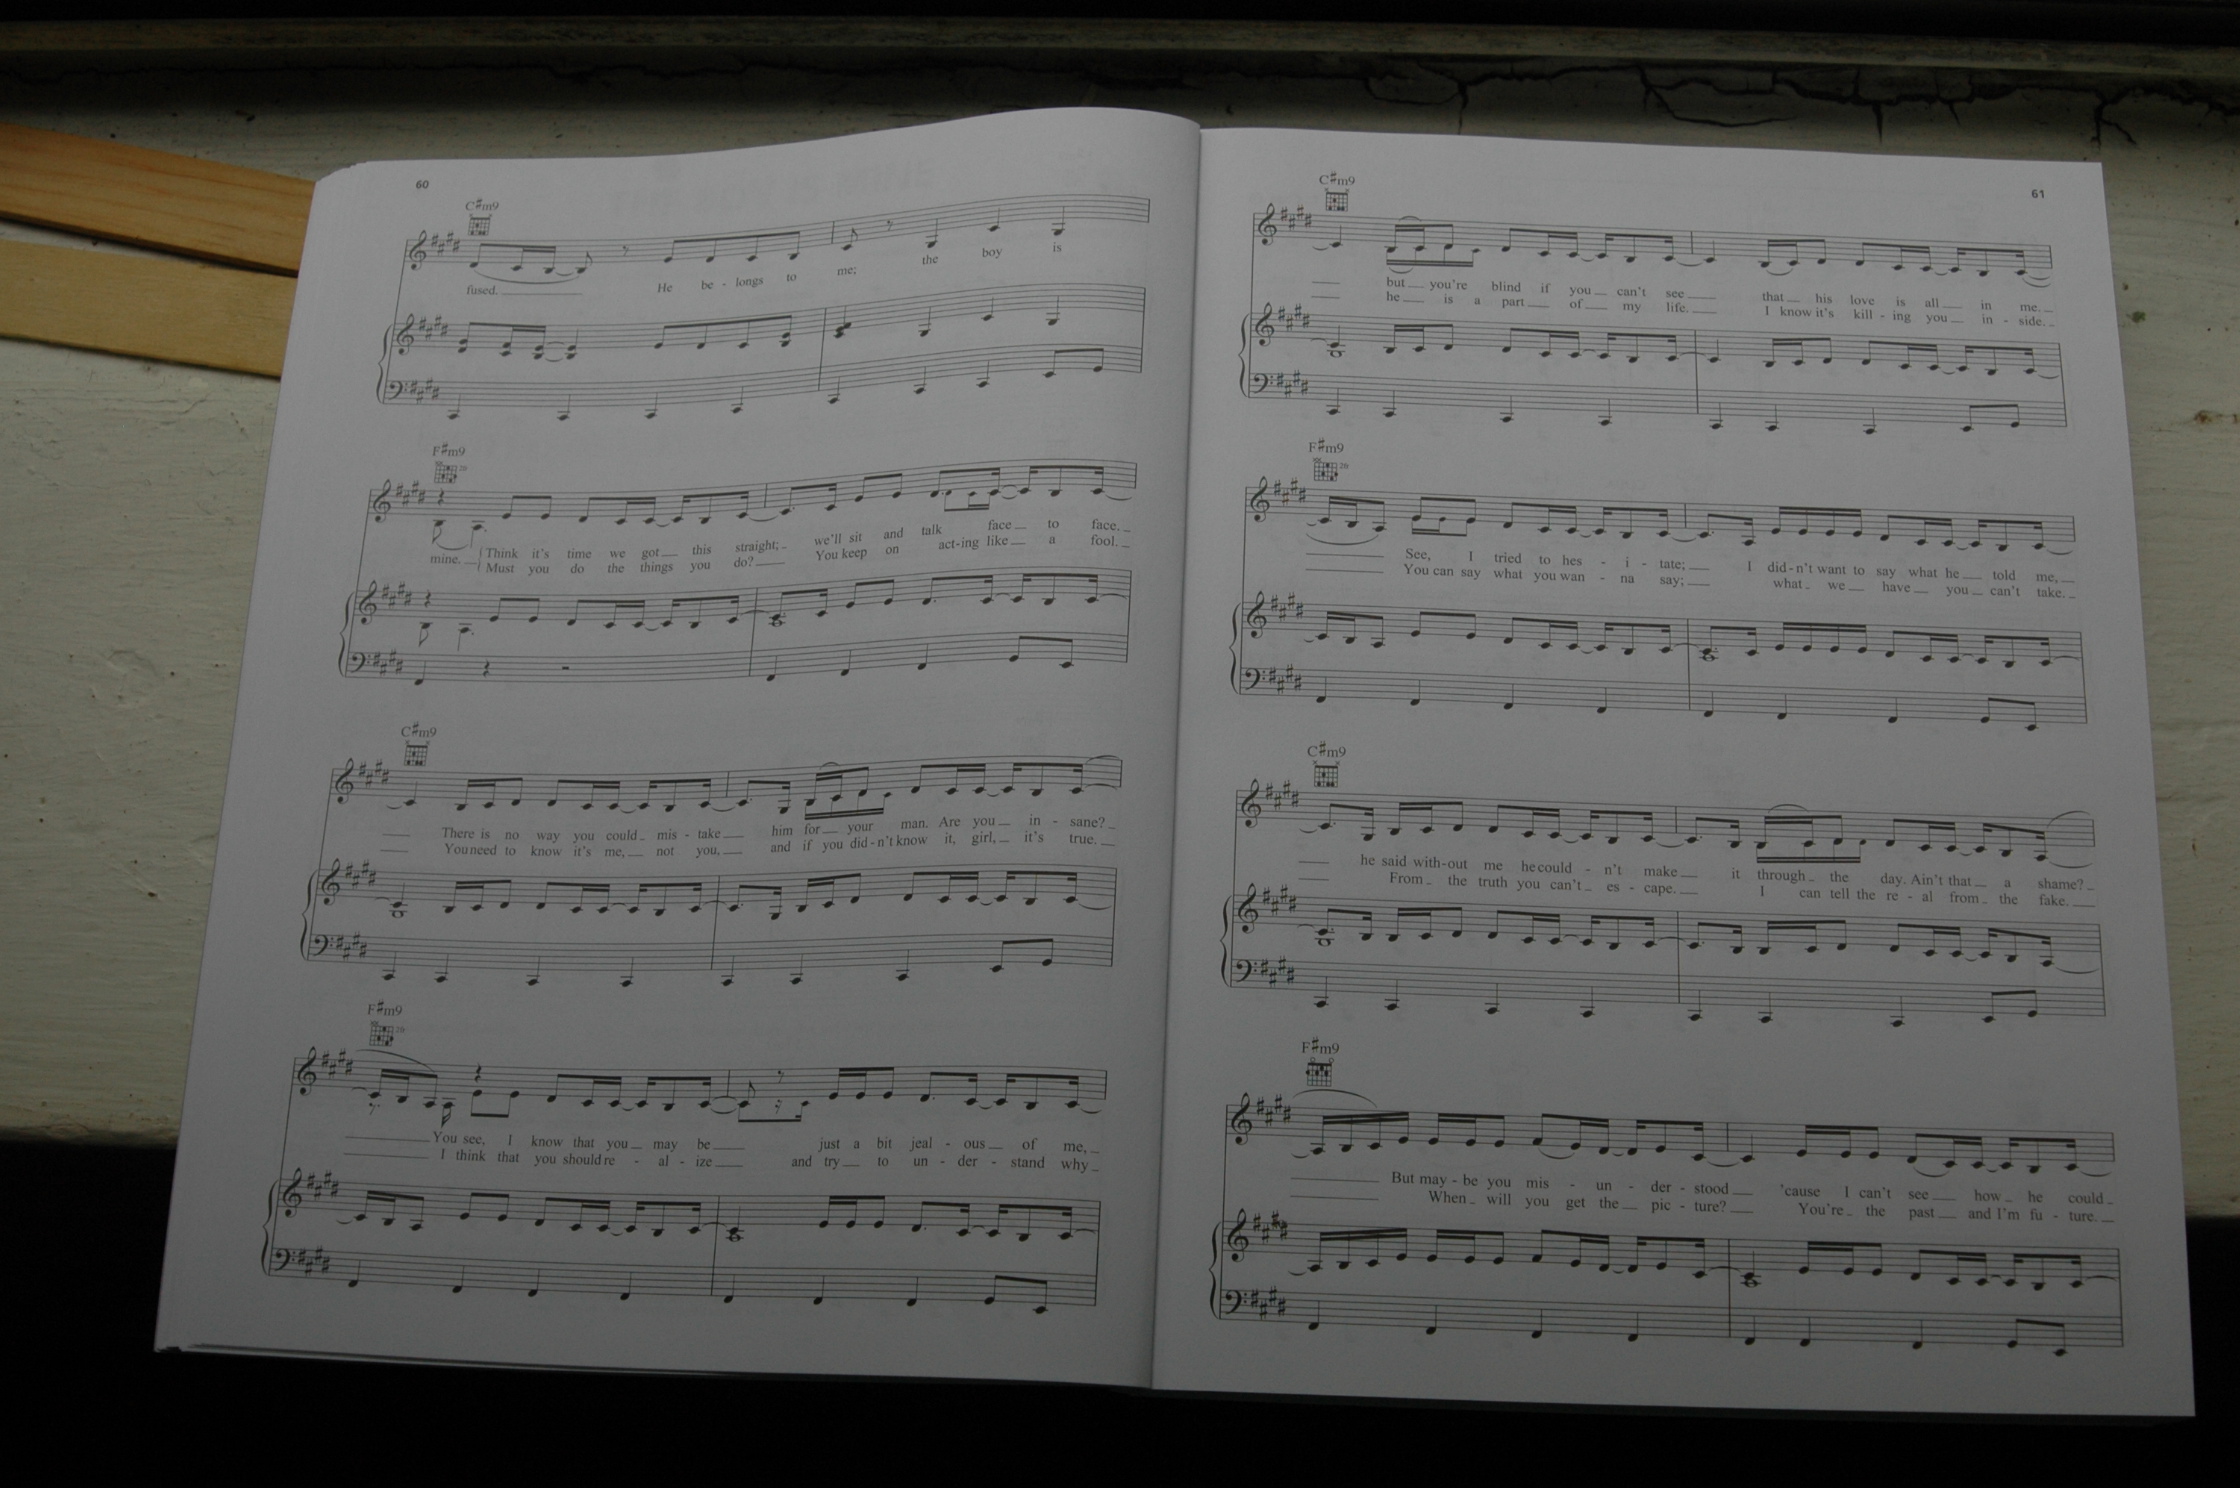 60
C#m9
fused. He be - longs to me; the boy is
F#m9
20
mine. Think it's time we got this straight; we'll sit and talk face to face.
Must you do the things you do? You keep on act-ing like a fool.
C#m9
There is no way you could mis - take him for your man. Are you in - sane?
You need to know it's me, not you, and if you did-n't know it, girl, it's true.
F#m9
20
You see, I know that you may be just a bit jeal - ous of me,
I think that you should re - al - ize and try to un - der - stand why
61
C#m9
but you're blind if you can't see that his love is all in me.
he is a part of my life. I know it's kill - ing you in - side.
F#m9
20
See, I tried to hes - i - tate; I did-n't want to say what he told me,
You can say what you wan - na say; what we have you can't take.
C#m9
he said with-out me he could - n't make it through the day. Ain't that a shame?
From the truth you can't es - cape. I can tell the re - al from the fake.
F#m9
But may - be you mis - un - der - stood 'cause I can't see how he could
When will you get the pic - ture? You're the past and I'm fu - ture.